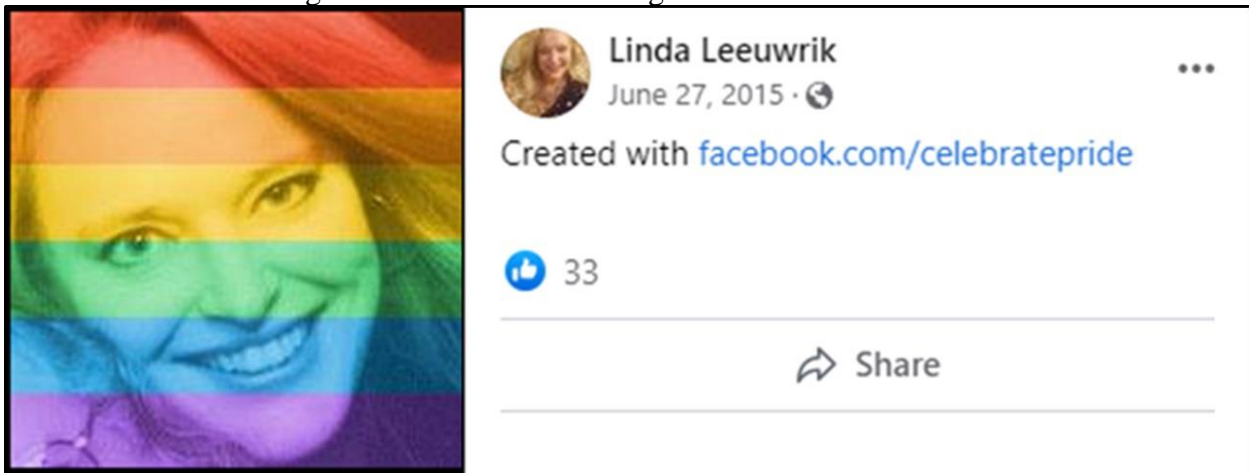 Linda Leeuwrik
June 27, 2015 ·
Created with facebook.com/celebratepride
33
Share